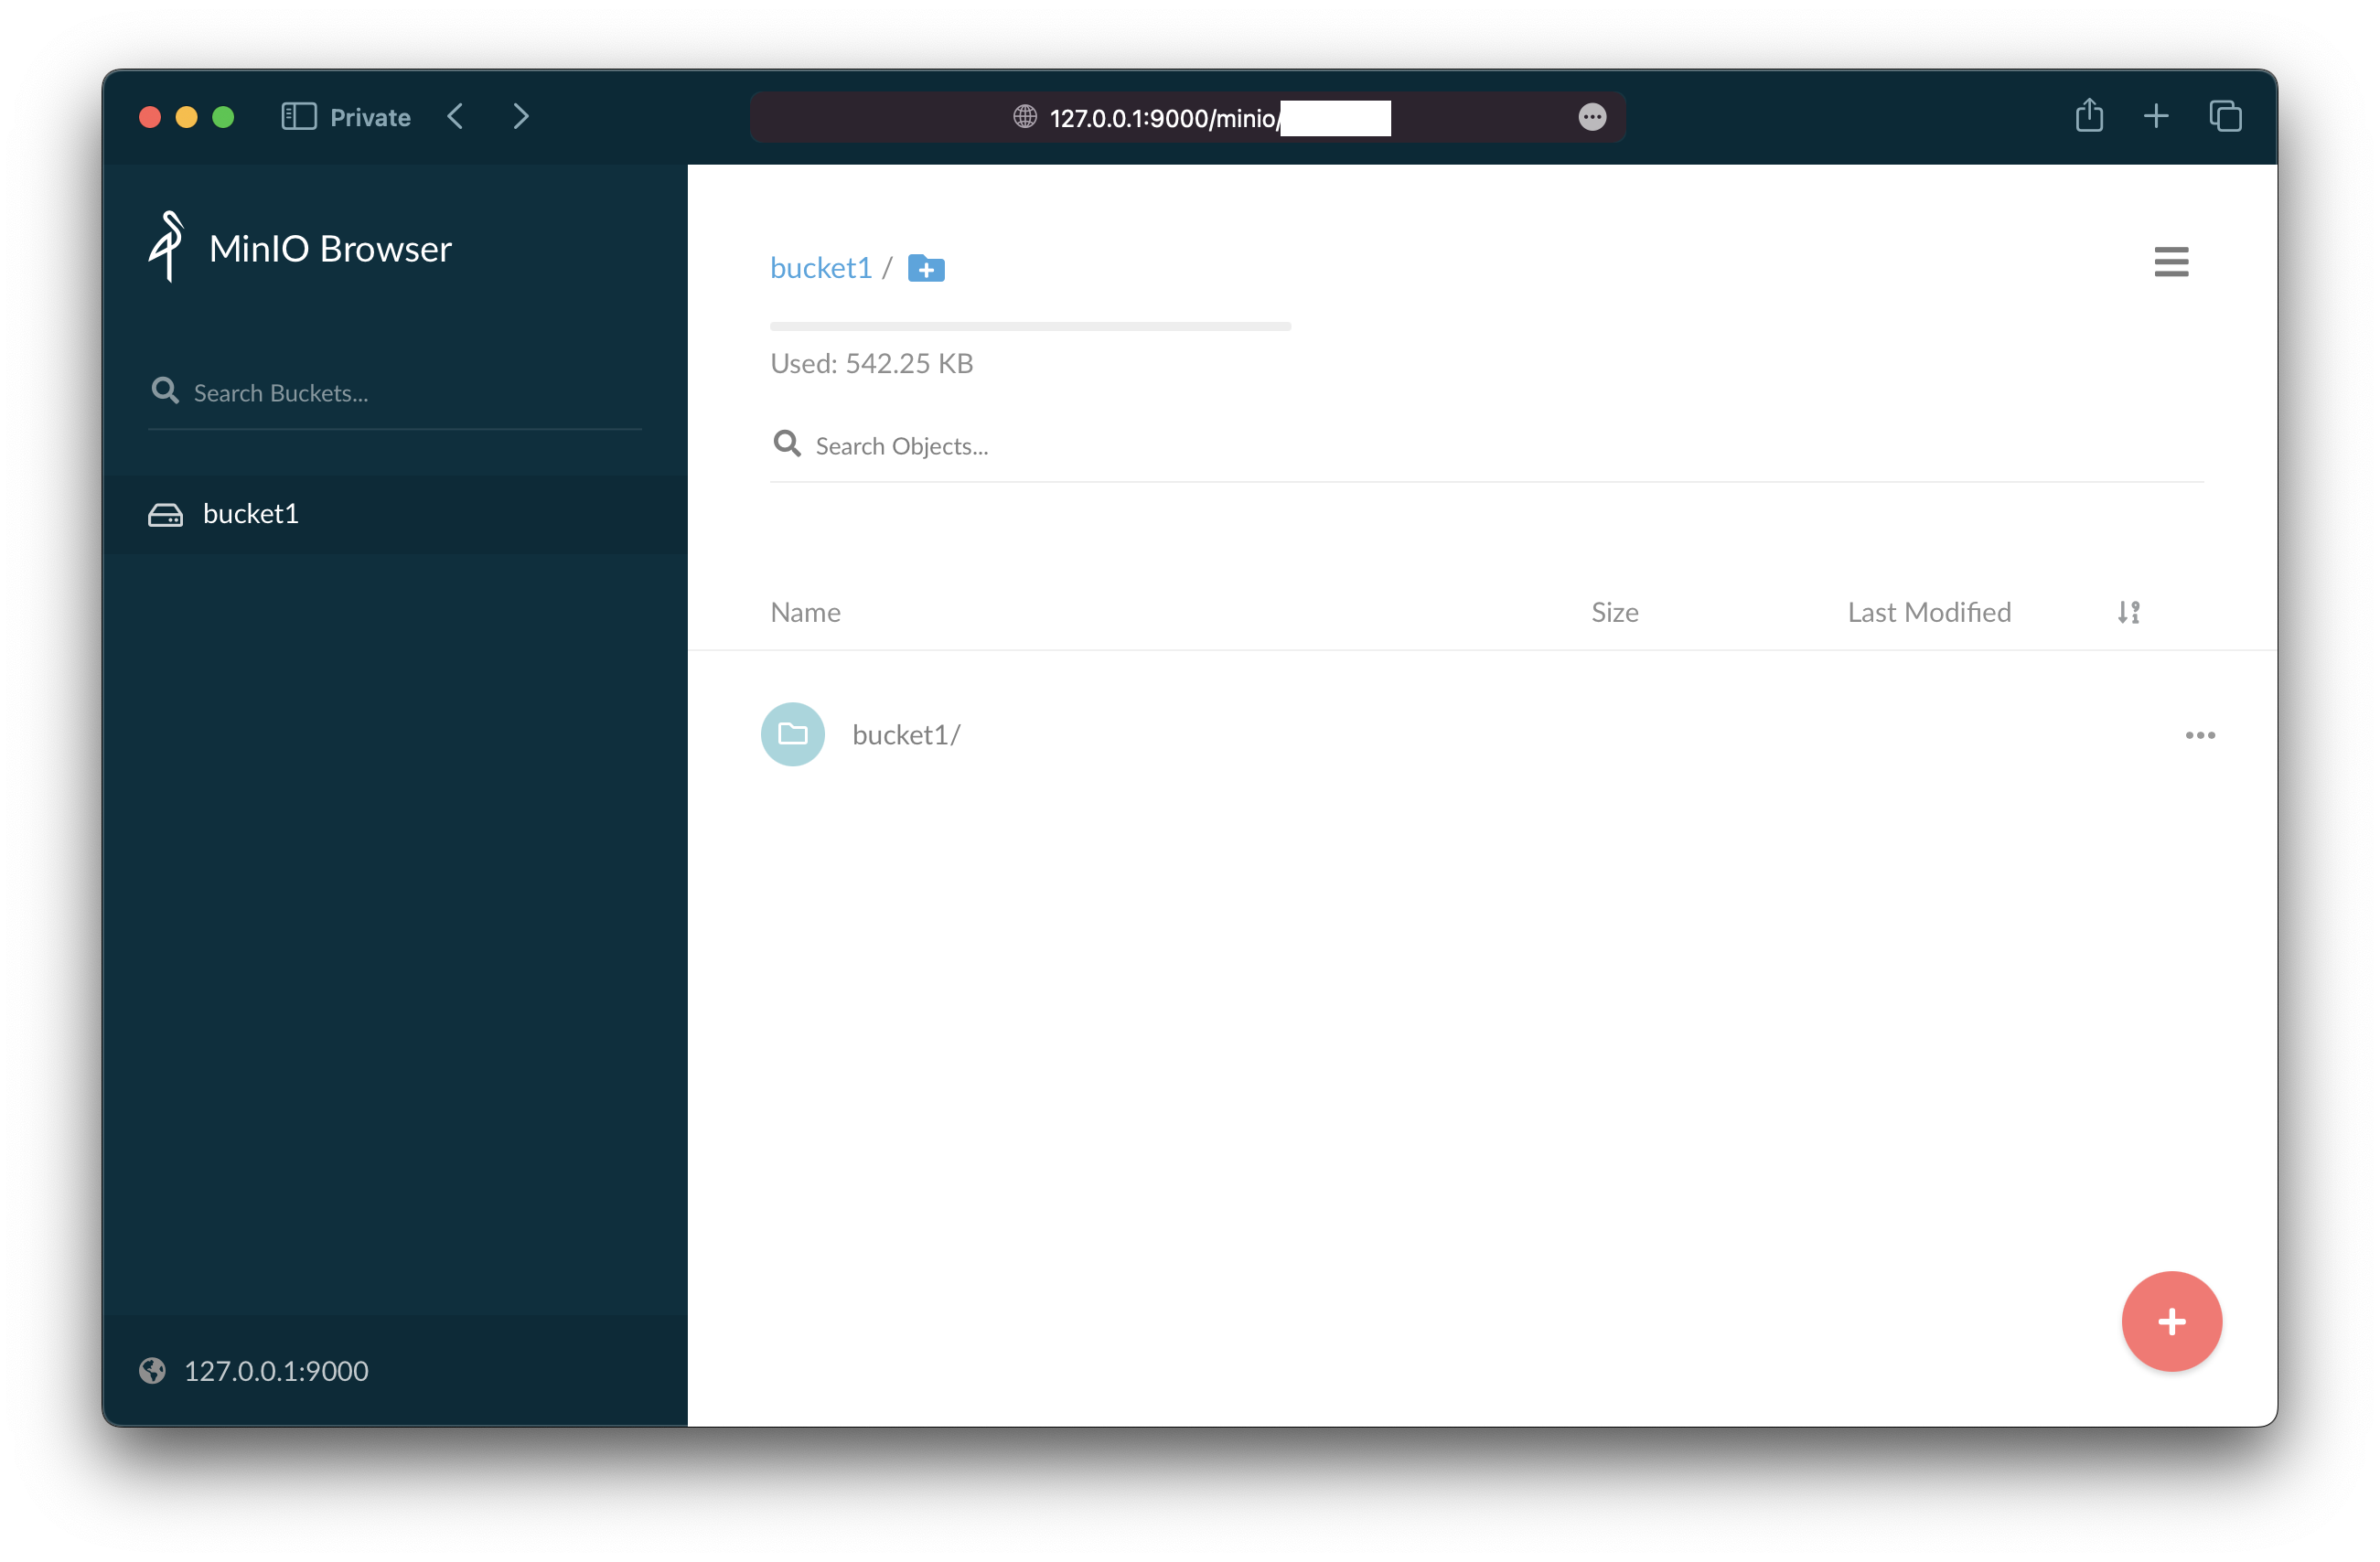 Private
127.0.0.1:9000/minio/
MinIO Browser
Search Buckets...
bucket1
127.0.0.1:9000
bucket1 /
Used: 542.25 KB
Search Objects...
Name Size Last Modified
bucket1/